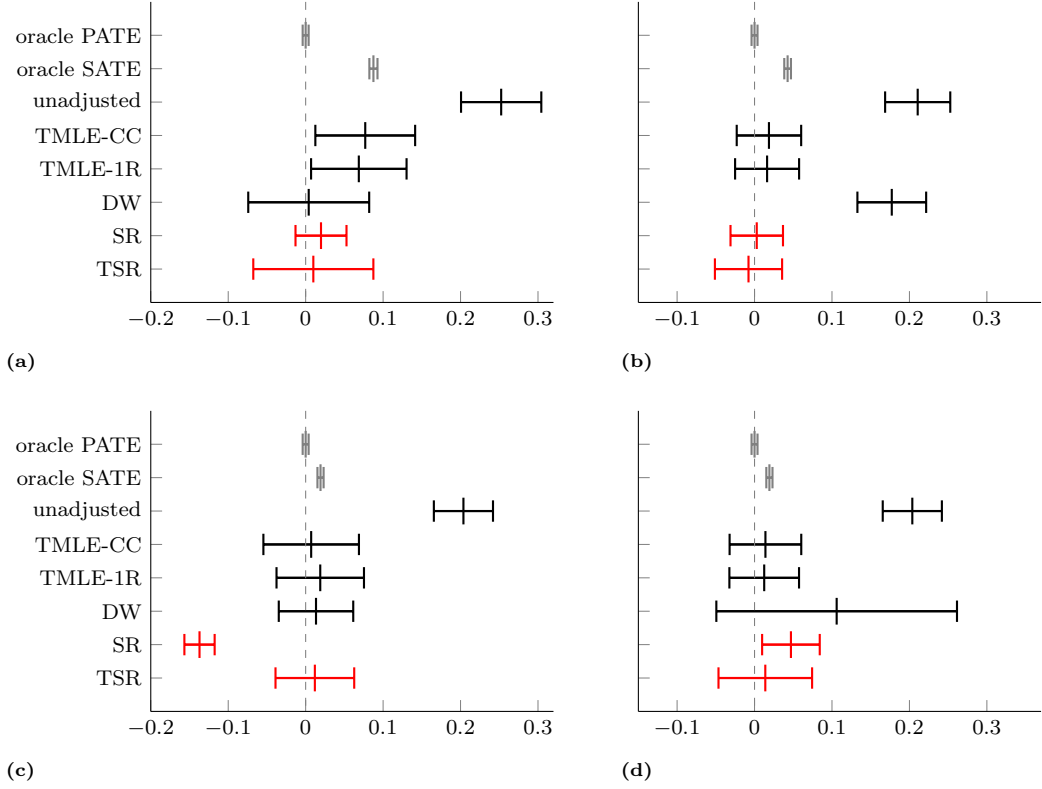 oracle PATE
oracle SATE
unadjusted
TMLE-CC
TMLE-1R
DW
SR
TSR
−0.2 −0.1 0 0.1 0.2 0.3
−0.1 0 0.1 0.2 0.3
(a)
(b)
oracle PATE
oracle SATE
unadjusted
TMLE-CC
TMLE-1R
DW
SR
TSR
−0.2 −0.1 0 0.1 0.2 0.3
−0.1 0 0.1 0.2 0.3
(c)
(d)